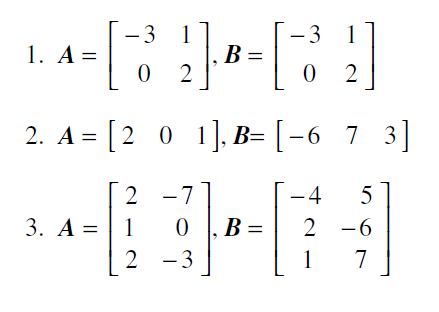 1. A = [ -3 1 ], B = [ -3 1 ]
0 2 0 2
2. A = [ 2 0 1 ], B= [ -6 7 3 ]
2 -7 -4 5
3. A = [ 1 0 ], B = [ 2 -6 ]
2 -3 1 7